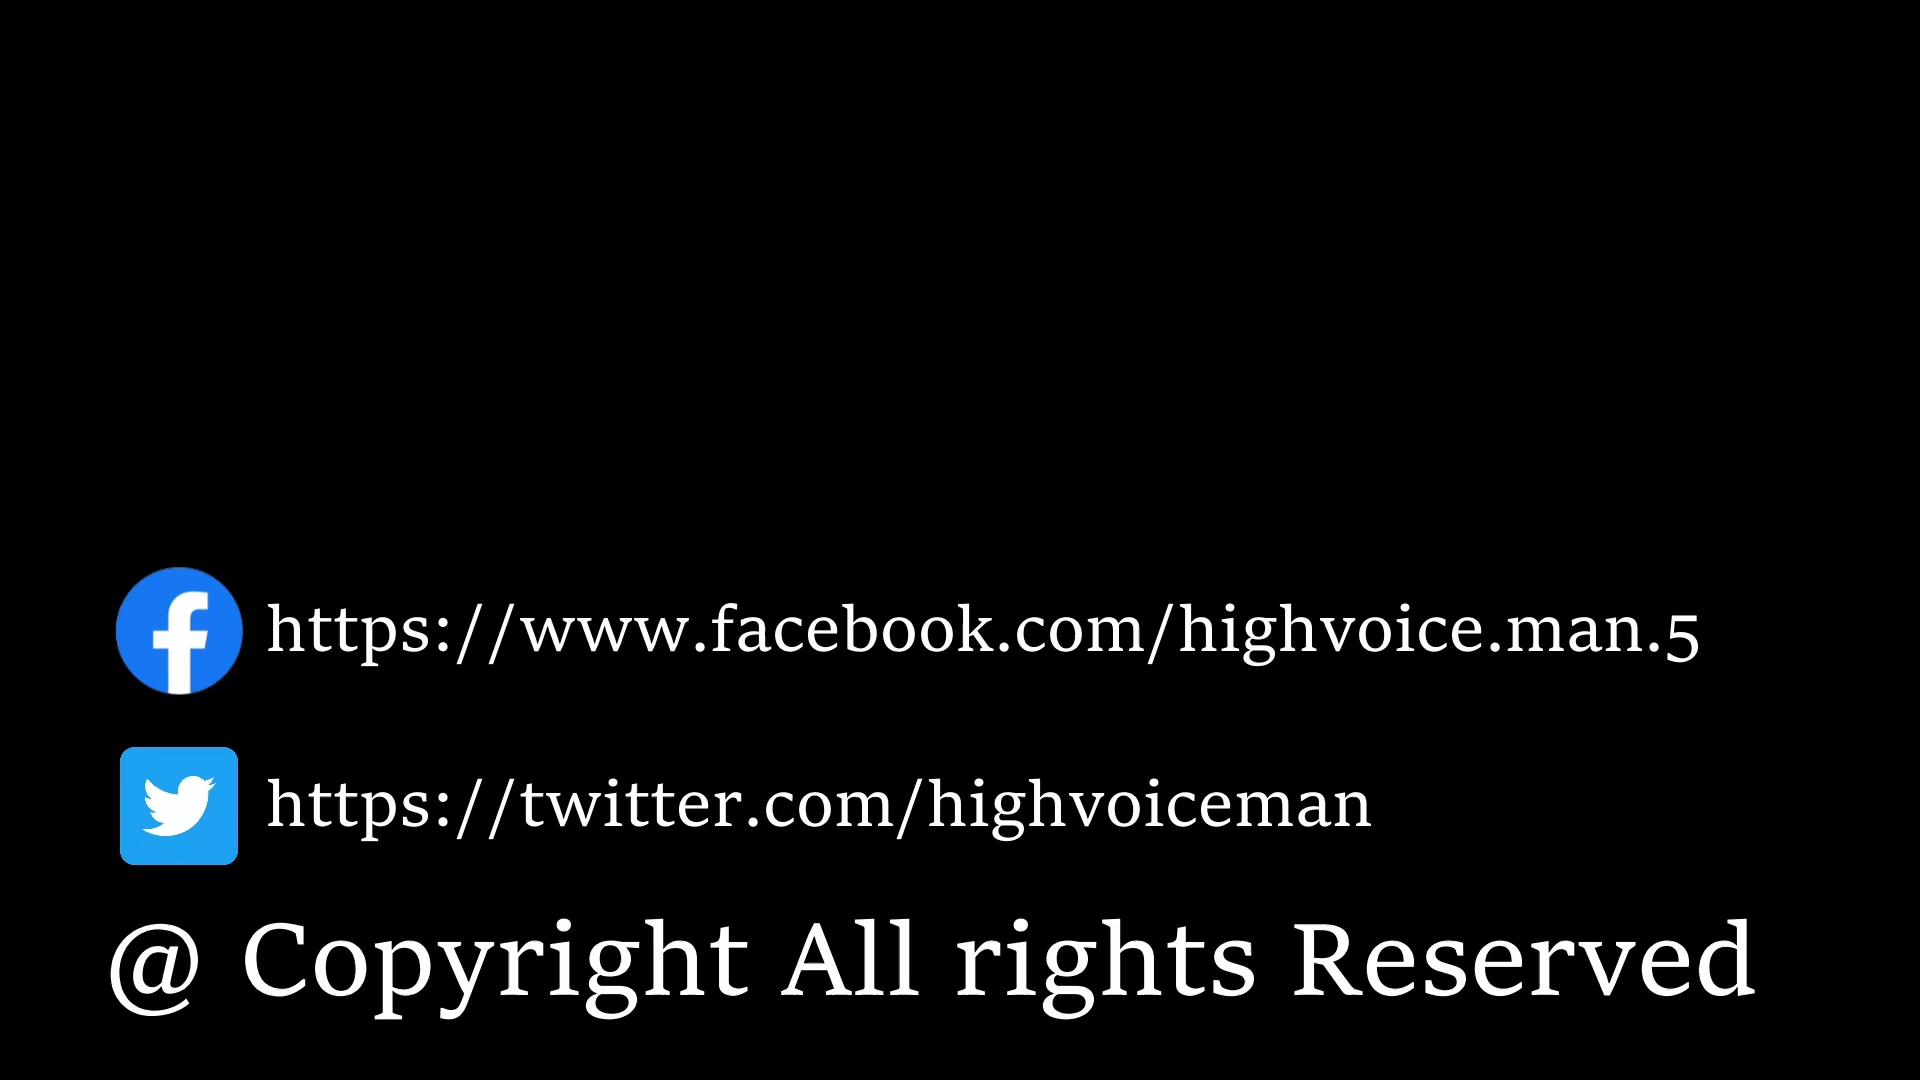 https://www.facebook.com/highvoice.man.5
https://twitter.com/highvoiceman
@ Copyright All rights Reserved